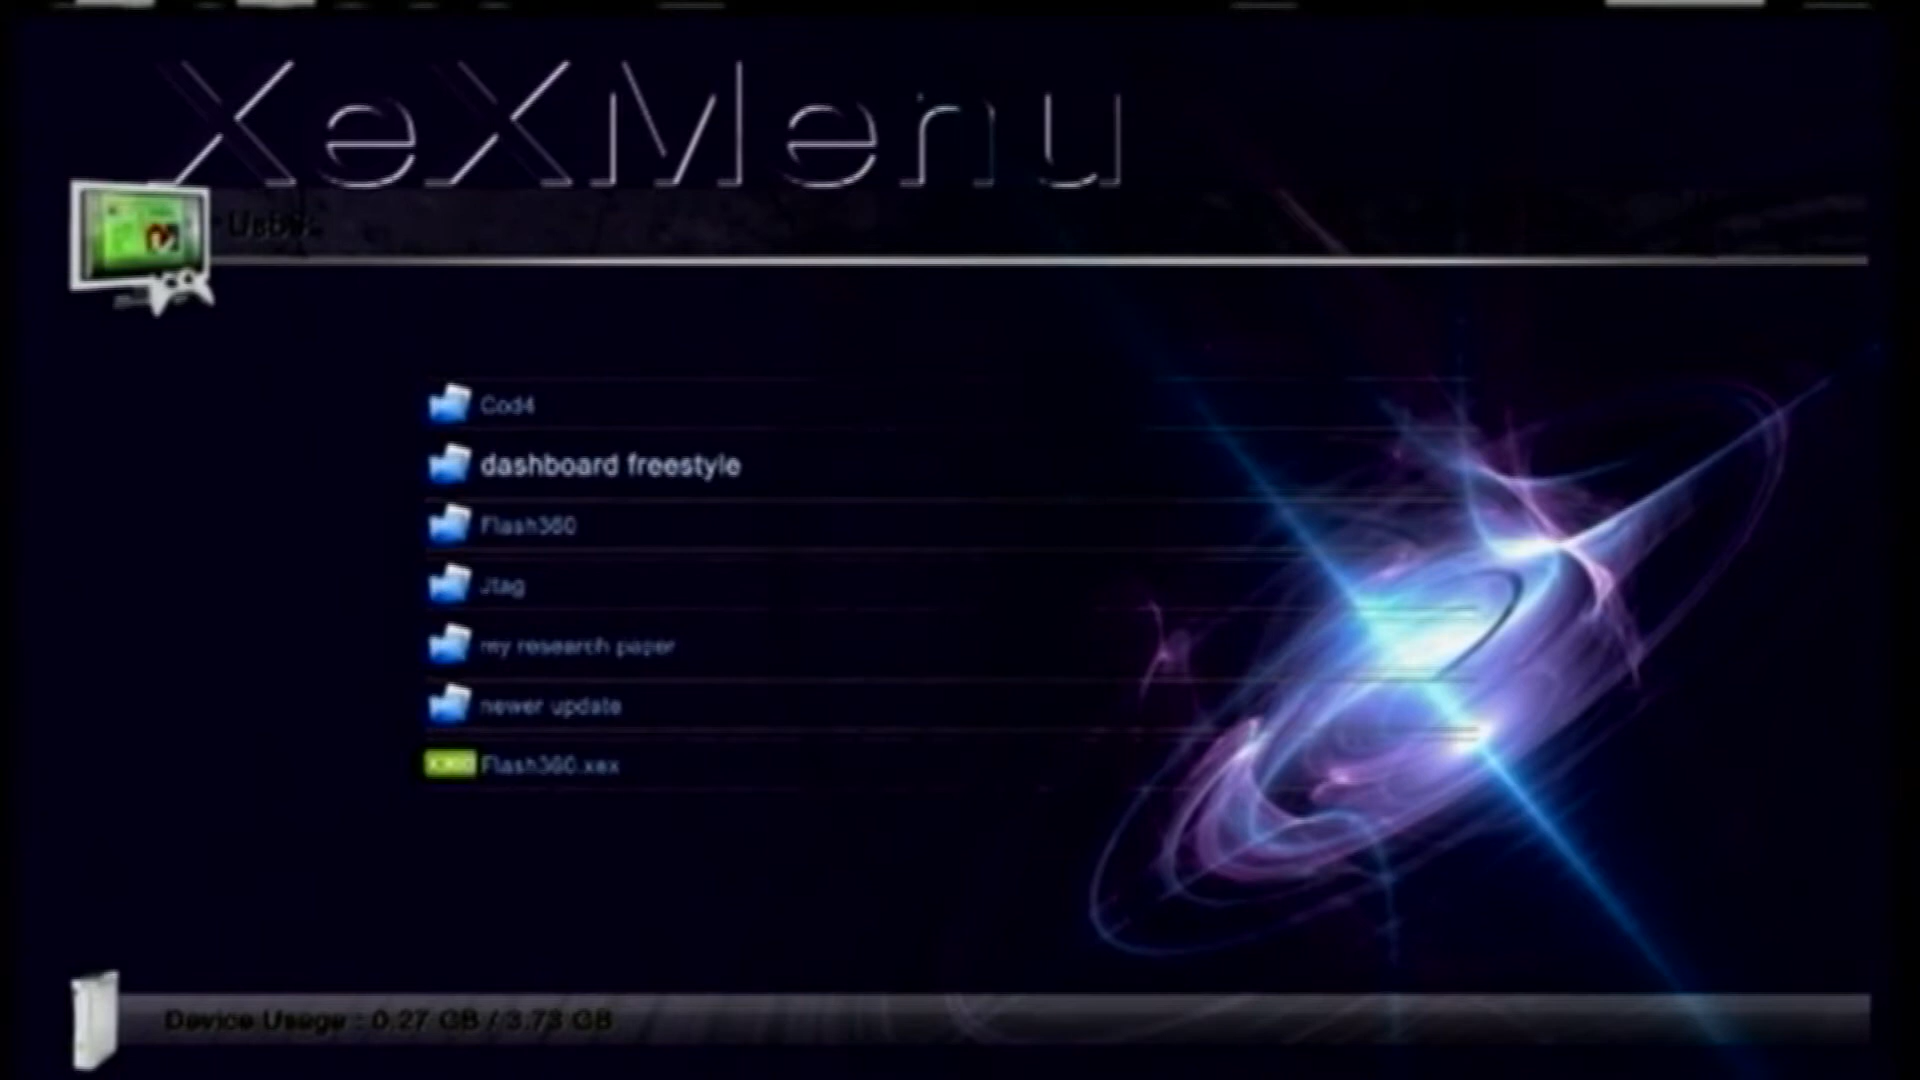 XeXMenu
Cod4
dashboard freestyle
Flash360
Jtag
my research paper
newer update
Flash360.xex
Device Usage : 0.27 GB / 3.73 GB